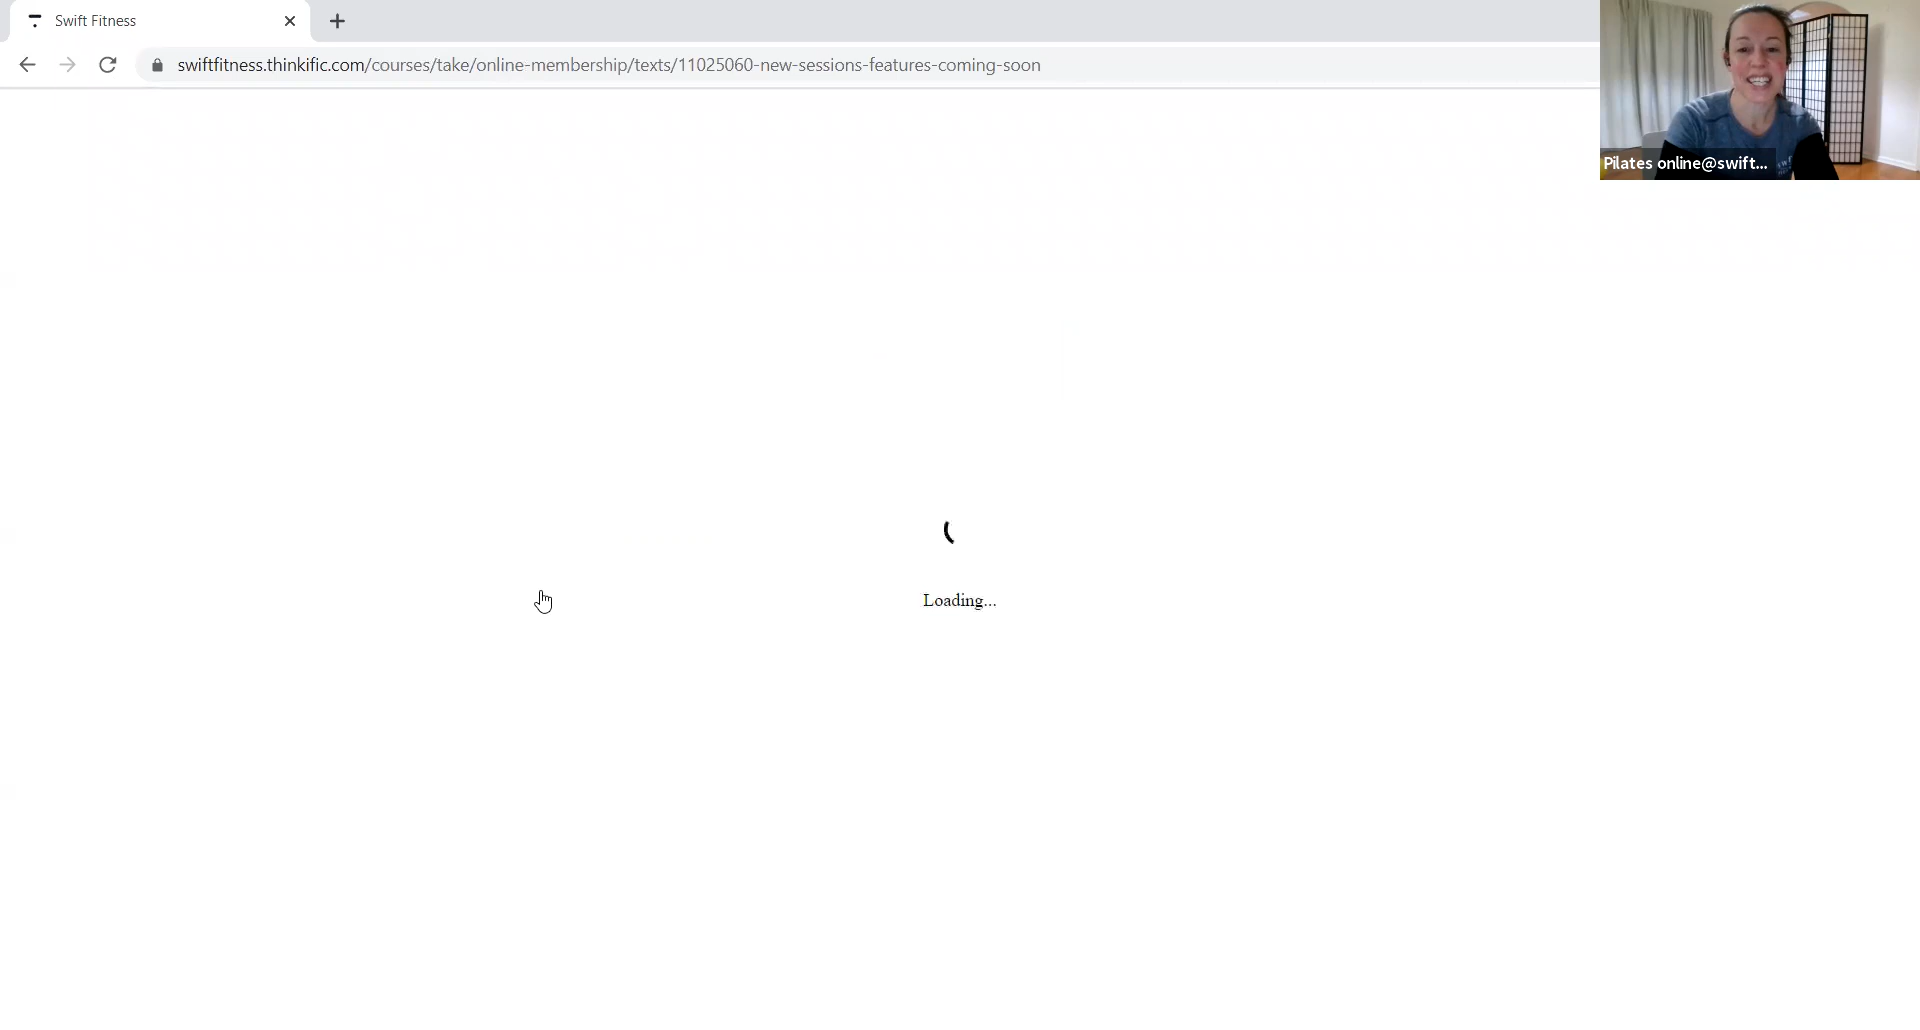 Swift Fitness
swiftfitness.thinkific.com/courses/take/online-membership/texts/11025060-new-sessions-features-coming-soon
Pilates online@swift...
Loading...